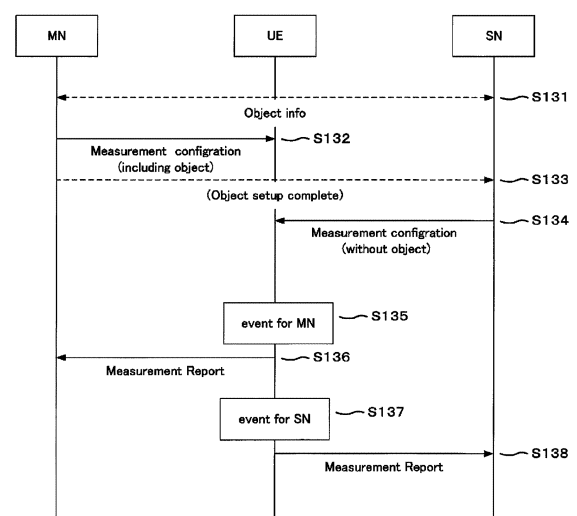 MN
UE
SN
S131
Object info
S132
Measurement configration
(including object)
S133
(Object setup complete)
S134
Measurement configration
(without object)
event for MN
S135
S136
Measurement Report
event for SN
S137
S138
Measurement Report